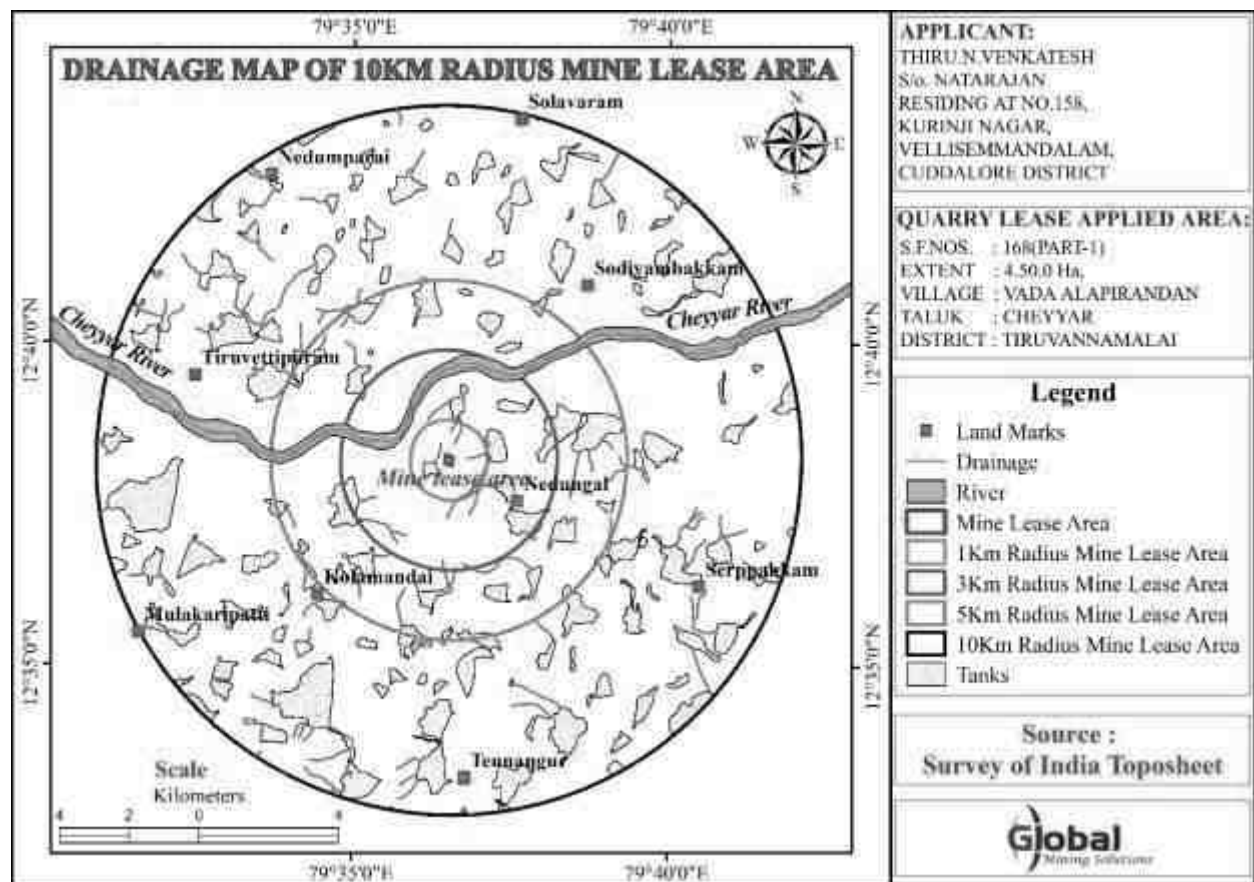 79°35'0"E
79°40'0"E
DRAINAGE MAP OF 10KM RADIUS MINE LEASE AREA
Solavaram
N
W
E
S
Nedumparai
Sodiyambakkam
Cheyyar River
Cheyyar River
Tiruvettipuram
12°40'0"N
12°40'0"N
Mine lease area
Nedungal
Kolamandai
Serppakkam
Mulakaripatti
12°35'0"N
12°35'0"N
Tennangur
Scale
Kilometers
4 2 0 4
79°35'0"E
79°40'0"E
APPLICANT:
THIRU.N.VENKATESH
S/o. NATARAJAN
RESIDING AT NO.158,
KURINJI NAGAR,
VELLISEMMANDALAM,
CUDDALORE DISTRICT
QUARRY LEASE APPLIED AREA:
S.F.NOS. : 168(PART-1)
EXTENT : 4.50.0 Ha,
VILLAGE : VADA ALAPIRANDAN
TALUK : CHEYYAR
DISTRICT : TIRUVANNAMALAI
Legend
Land Marks
Drainage
River
Mine Lease Area
1Km Radius Mine Lease Area
3Km Radius Mine Lease Area
5Km Radius Mine Lease Area
10Km Radius Mine Lease Area
Tanks
Source :
Survey of India Toposheet
Global
Mining Solutions